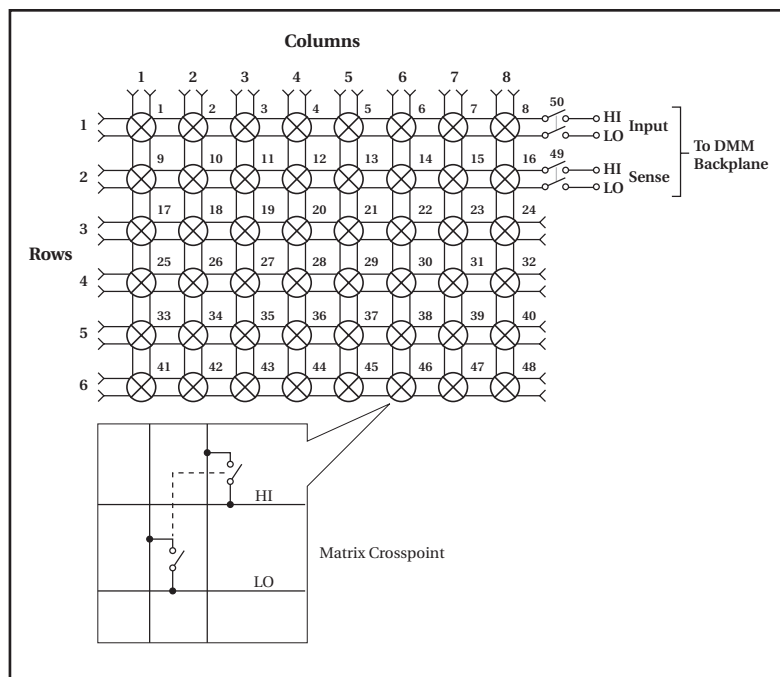 Columns
1 2 3 4 5 6 7 8
1 1 2 3 4 5 6 7 8 50 HI Input
LO
To DMM
Backplane
2 9 10 11 12 13 14 15 16 49 HI Sense
LO
3 17 18 19 20 21 22 23 24
Rows
4 25 26 27 28 29 30 31 32
5 33 34 35 36 37 38 39 40
6 41 42 43 44 45 46 47 48
HI
Matrix Crosspoint
LO